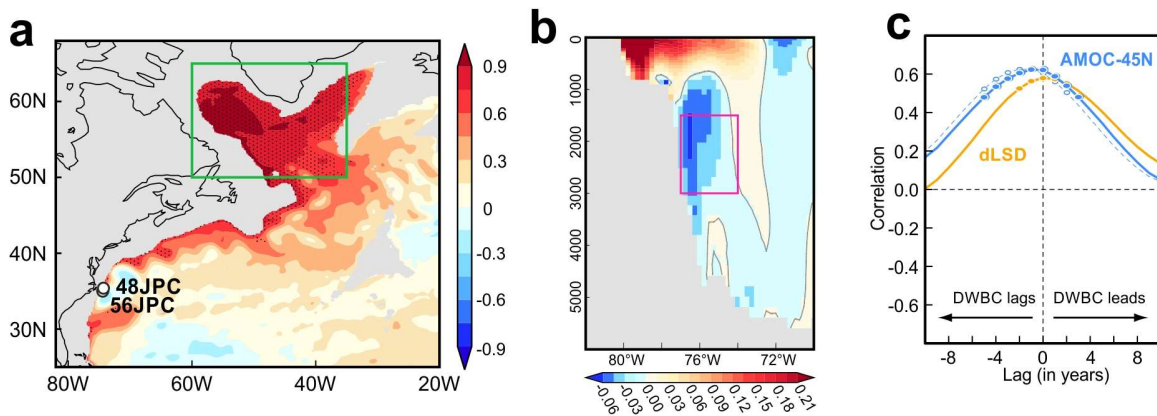 a
60N
50N
40N
30N
80W
60W
40W
20W
48JPC
56JPC
0.9
0.6
0.3
0
-0.3
-0.6
-0.9
b
0
1000
2000
3000
4000
5000
80°W
76°W
72°W
-0.06
-0.03
0.00
0.03
0.06
0.09
0.12
0.15
0.18
0.21
c
AMOC-45N
dLSD
0.6
0.4
0.2
0.0
-0.2
-0.4
-0.6
Correlation
DWBC lags
DWBC leads
-8
-4
0
4
8
Lag (in years)